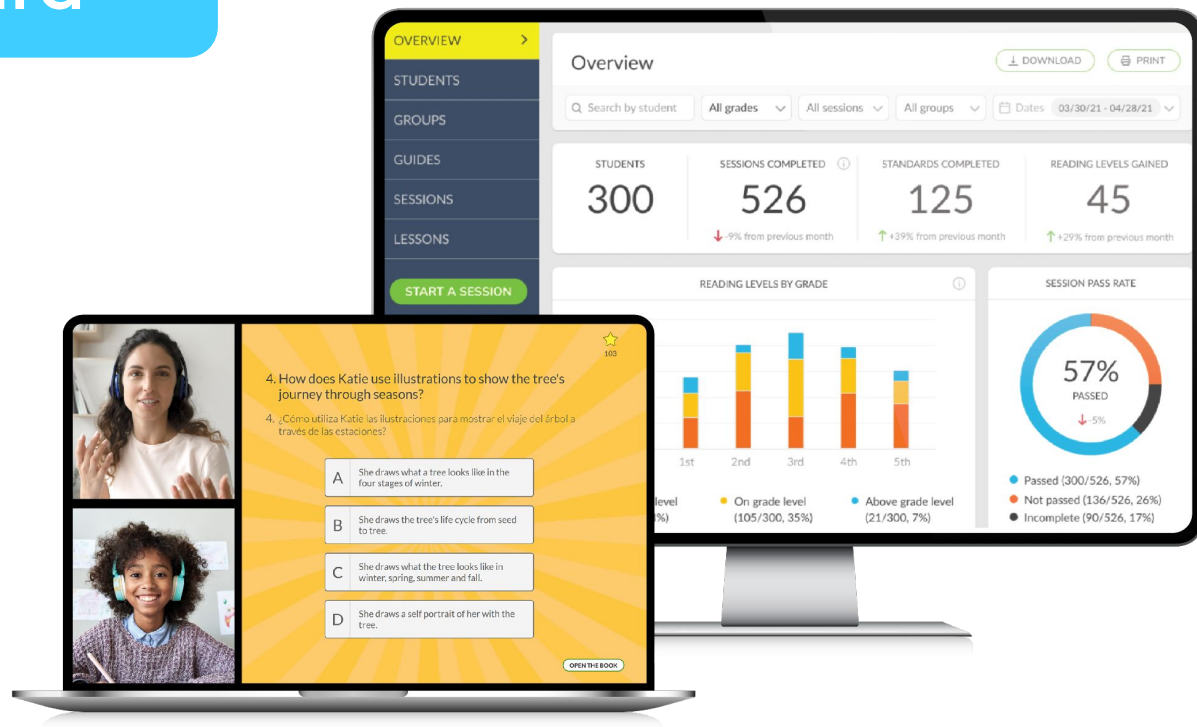 OVERVIEW >
STUDENTS
GROUPS
GUIDES
SESSIONS
LESSONS
START A SESSION
Overview
DOWNLOAD
PRINT
Search by student
All grades
All sessions
All groups
Dates 03/30/21 - 04/28/21
STUDENTS
300
SESSIONS COMPLETED
526
-9% from previous month
STANDARDS COMPLETED
125
+39% from previous month
READING LEVELS GAINED
45
+29% from previous month
READING LEVELS BY GRADE
1st 2nd 3rd 4th 5th
level
On grade level
(105/300, 35%)
Above grade level
(21/300, 7%)
SESSION PASS RATE
57%
PASSED
-5%
Passed (300/526, 57%)
Not passed (136/526, 26%)
Incomplete (90/526, 17%)
103
4. How does Katie use illustrations to show the tree's
journey through seasons?
4. ¿Cómo utiliza Katie las ilustraciones para mostrar el viaje del árbol a
través de las estaciones?
A She draws what a tree looks like in the
four stages of winter.
B She draws the tree's life cycle from seed
to tree.
C She draws what the tree looks like in
winter, spring, summer and fall.
D She draws a self portrait of her with the
tree.
OPEN THE BOOK